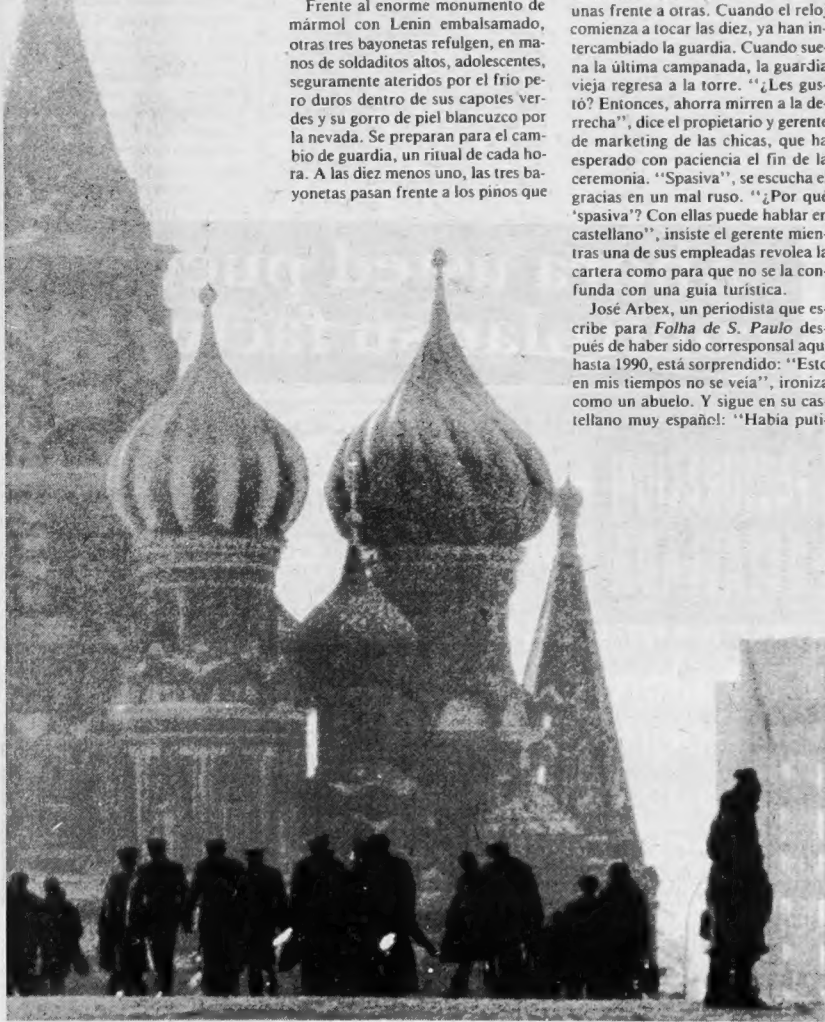 Frente al enorme monumento de
mármol con Lenin embalsamado,
otras tres bayonetas refulgen, en ma-
nos de soldaditos altos, adolescentes,
seguramente ateridos por el frío pe-
ro duros dentro de sus capotes ver-
des y su gorro de piel blancuzco por
la nevada. Se preparan para el cam-
bio de guardia, un ritual de cada ho-
ra. A las diez menos uno, las tres ba-
yonetas pasan frente a los pinos que
unas frente a otras. Cuando el reloj
comienza a tocar las diez, ya han in-
tercambiado la guardia. Cuando sue-
na la última campanada, la guardia
vieja regresa a la torre. "¿Les gus-
tó? Entonces, ahorra mirren a la de-
rrecha", dice el propietario y gerente
de marketing de las chicas, que ha
esperado con paciencia el fin de la
ceremonia. "Spasiva", se escucha el
gracias en un mal ruso. "¿Por qué
'spasiva'? Con ellas puede hablar en
castellano", insiste el gerente mien-
tras una de sus empleadas revolea la
cartera como para que no se la con-
funda con una guía turística.
José Arbex, un periodista que es-
cribe para Folha de S. Paulo des-
pués de haber sido corresponsal aquí
hasta 1990, está sorprendido: "Esto
en mis tiempos no se veía", ironiza
como un abuelo. Y sigue en su cas-
tellano muy español: "Había puti-